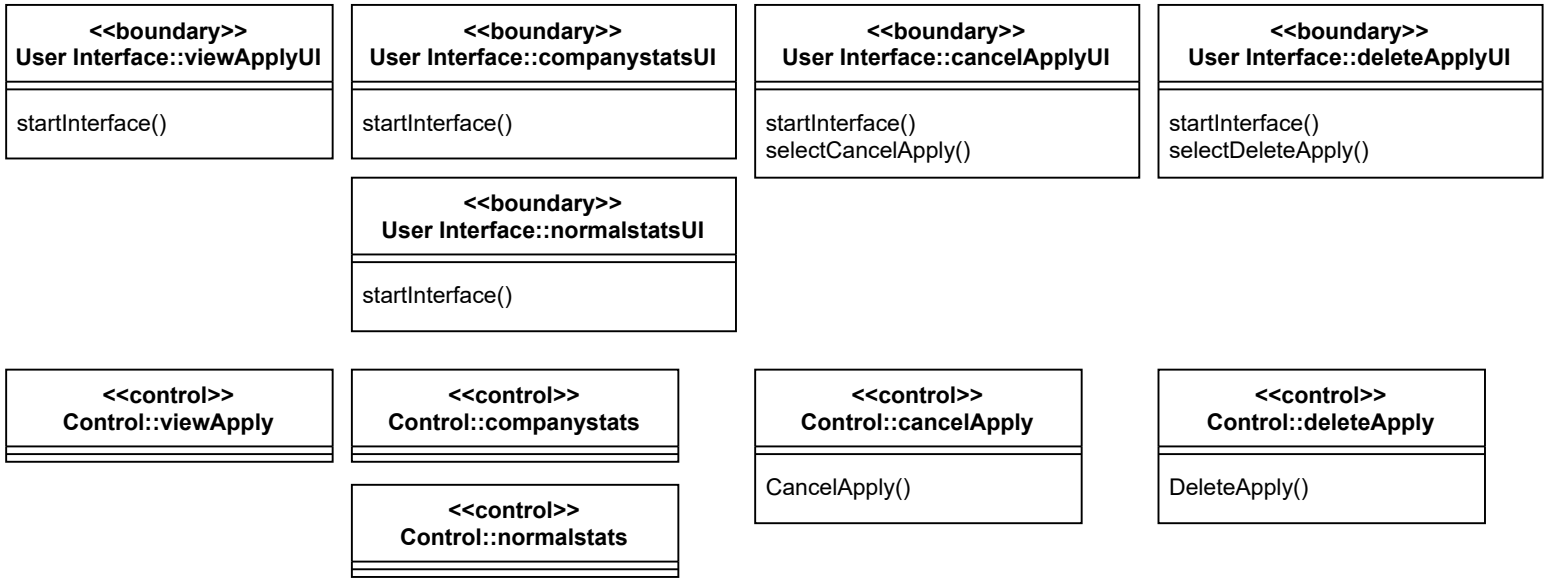 <<boundary>>
User Interface::viewApplyUI
startInterface()
<<boundary>>
User Interface::companystatsUI
startInterface()
<<boundary>>
User Interface::cancelApplyUI
startInterface()
selectCancelApply()
<<boundary>>
User Interface::deleteApplyUI
startInterface()
selectDeleteApply()
<<boundary>>
User Interface::normalstatsUI
startInterface()
<<control>>
Control::viewApply
<<control>>
Control::companystats
<<control>>
Control::cancelApply
CancelApply()
<<control>>
Control::deleteApply
DeleteApply()
<<control>>
Control::normalstats